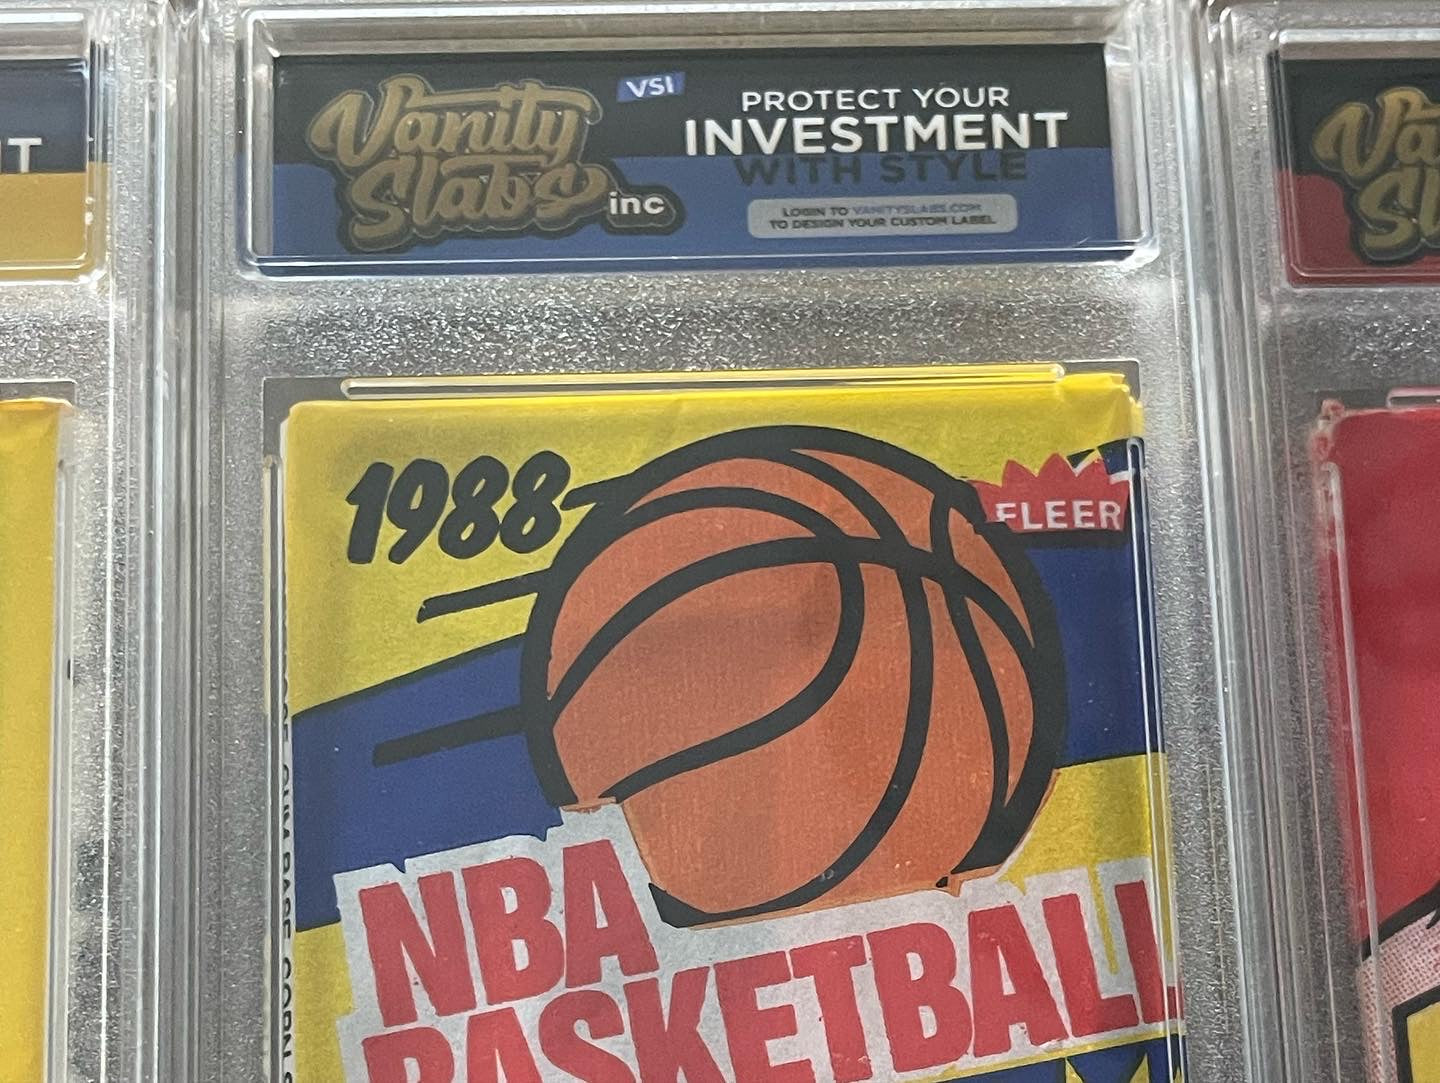 Vanity
Slabs inc
VSI
PROTECT YOUR
INVESTMENT
WITH STYLE
LOGIN TO VANITYSLABS.COM
TO DESIGN YOUR CUSTOM LABEL
1988
FLEER
NBA
BASKETBALL